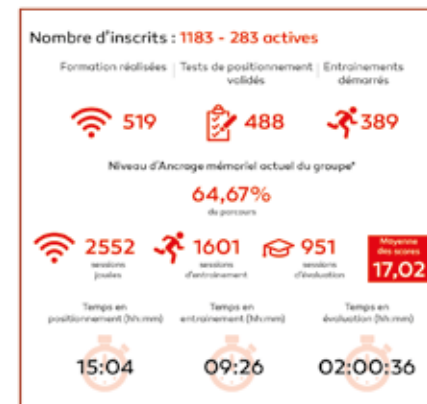 Nombre d'inscrits : 1183 - 283 actives
Formation réalisées Tests de positionnement validés Entrainements démarrés
519 488 389
Niveau d'Ancrage mémoriel actuel du groupe*
64,67%
du parcours
2552 sessions jouées 1601 sessions d'entrainement 951 sessions d'évaluation Moyenne des scores 17,02
Temps en positionnement (hh:mm) Temps en entrainement (hh:mm) Temps en évaluation (hh:mm)
15:04 09:26 02:00:36